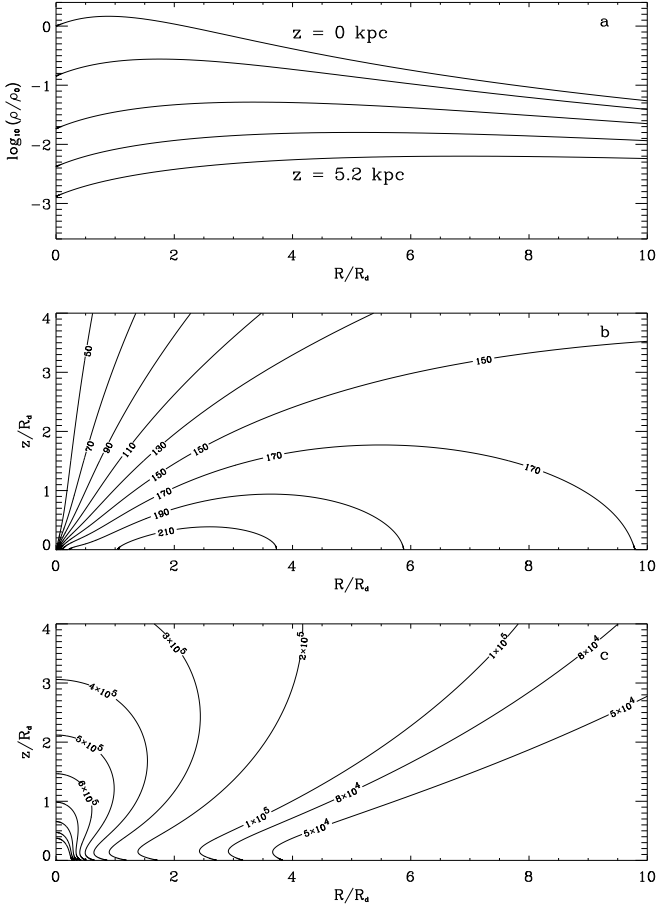 a
z = 0 kpc
z = 5.2 kpc
log₁₀(ρ/ρ₀)
0
−1
−2
−3
0 2 4 6 8 10
R/R_d
b
z/R_d
4
3
2
1
0
50
70
90
110
130
150
150
150
170
170
170
190
210
0 2 4 6 8 10
R/R_d
c
z/R_d
4
3
2
1
0
3×10⁵
2×10⁵
1×10⁵
8×10⁴
5×10⁴
4×10⁵
5×10⁵
6×10⁵
1×10⁵
8×10⁴
5×10⁴
0 2 4 6 8 10
R/R_d